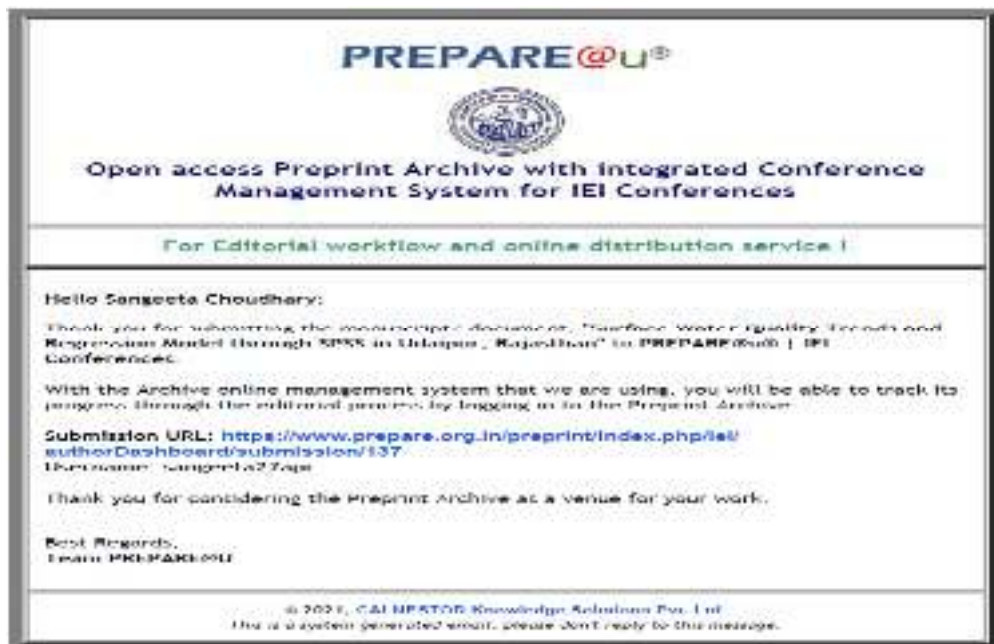 PREPARE@u®
Open access Preprint Archive with Integrated Conference
Management System for IEI Conferences
For Editorial workflow and online distribution service !
Hello Sangeeta Choudhary:
Thank you for submitting the manuscript document, "Surface Water Quality Trends and
Regression Model through SPSS in Udaipur, Rajasthan" to PREPARE@u® | IEI
Conferences.
With the Archive online management system that we are using, you will be able to track its
progress through the editorial process by logging in to the Preprint Archive
Submission URL: https://www.prepare.org.in/preprint/index.php/iei/
authorDashboard/submission/137
Username:
Thank you for considering the Preprint Archive as a venue for your work.
Best Regards,
Team PREPARE@U
© 2021, CALNESTOR Knowledge Solutions Pvt. Ltd.
This is a system generated email, please don't reply to this message.